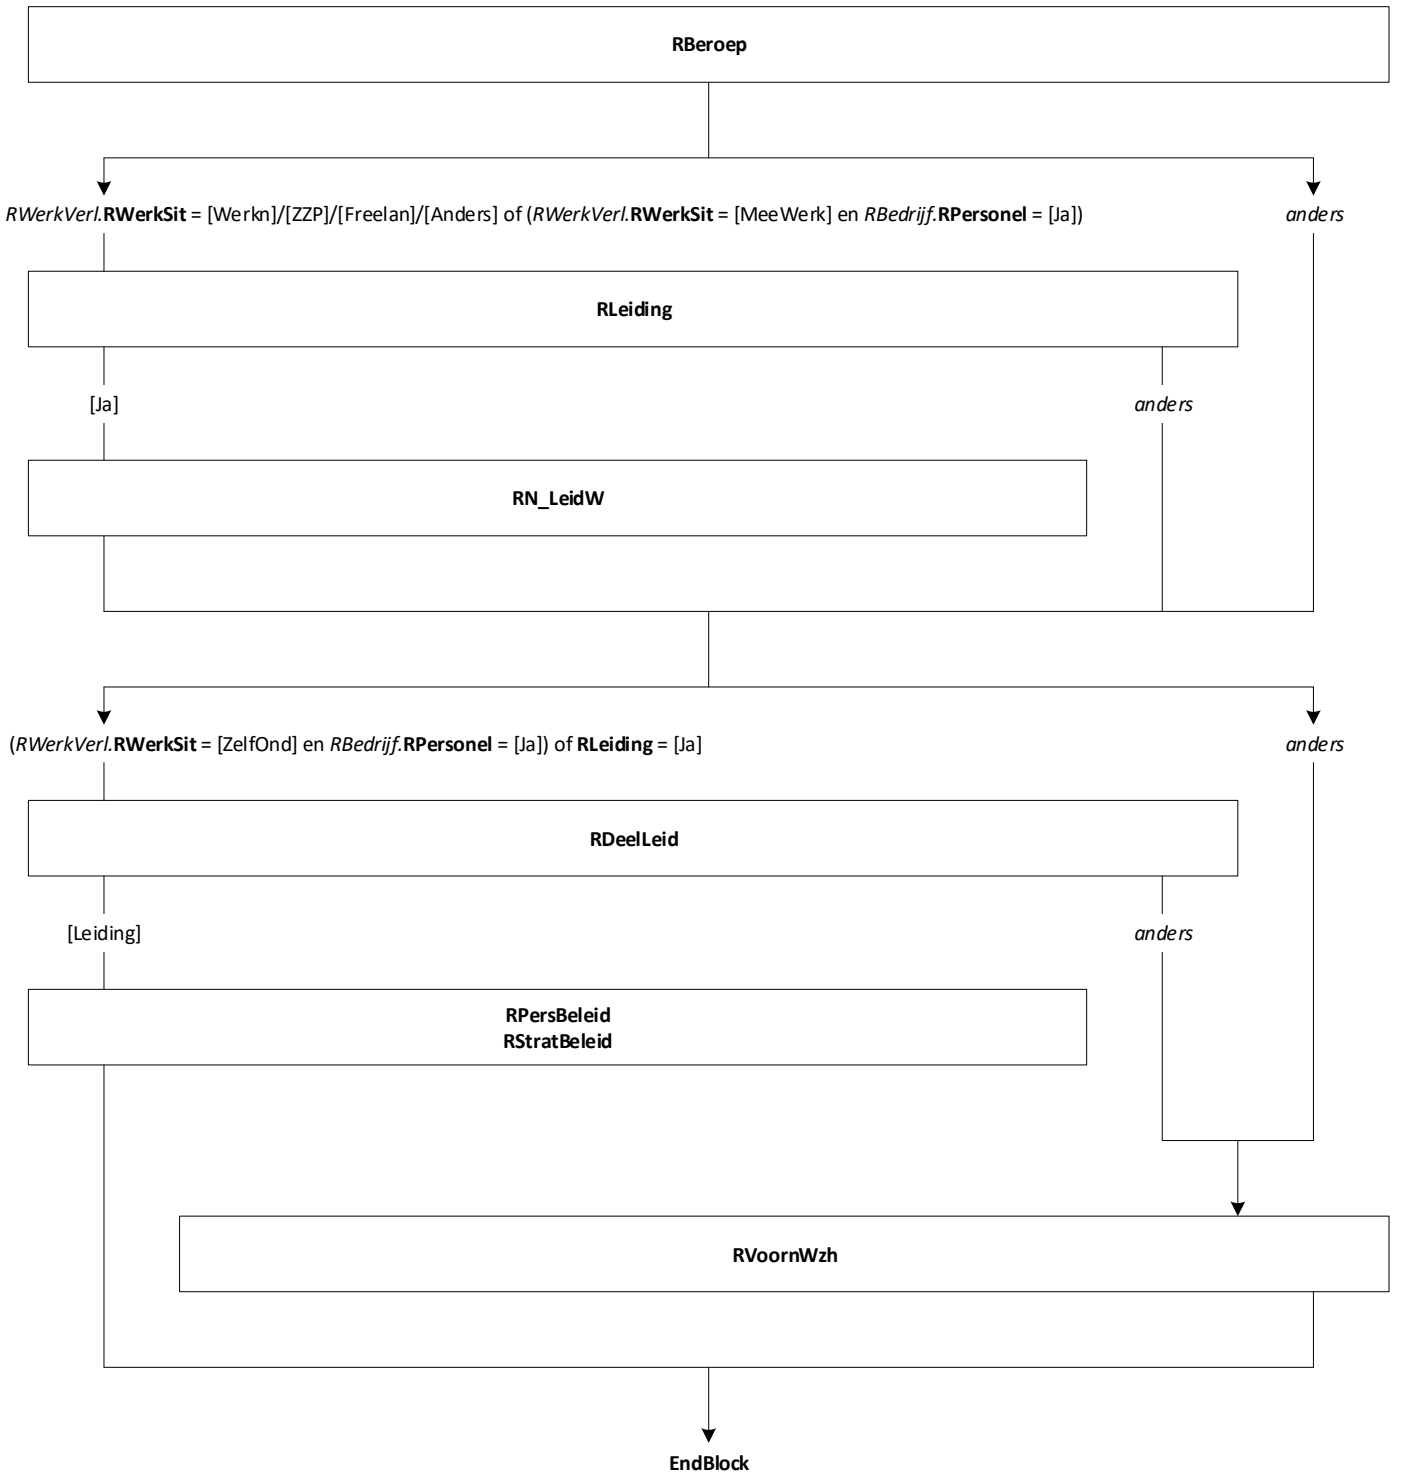 RBeroep
RWerkVerl.RWerkSit = [Werkn]/[ZZP]/[Freelan]/[Anders] of (RWerkVerl.RWerkSit = [MeeWerk] en RBedrijf.RPersonel = [Ja])
anders
RLeiding
[Ja]
anders
RN_LeidW
(RWerkVerl.RWerkSit = [ZelfOnd] en RBedrijf.RPersonel = [Ja]) of RLeiding = [Ja]
anders
RDeelLeid
[Leiding]
anders
RPersBeleid
RStratBeleid
RVoornWzh
EndBlock